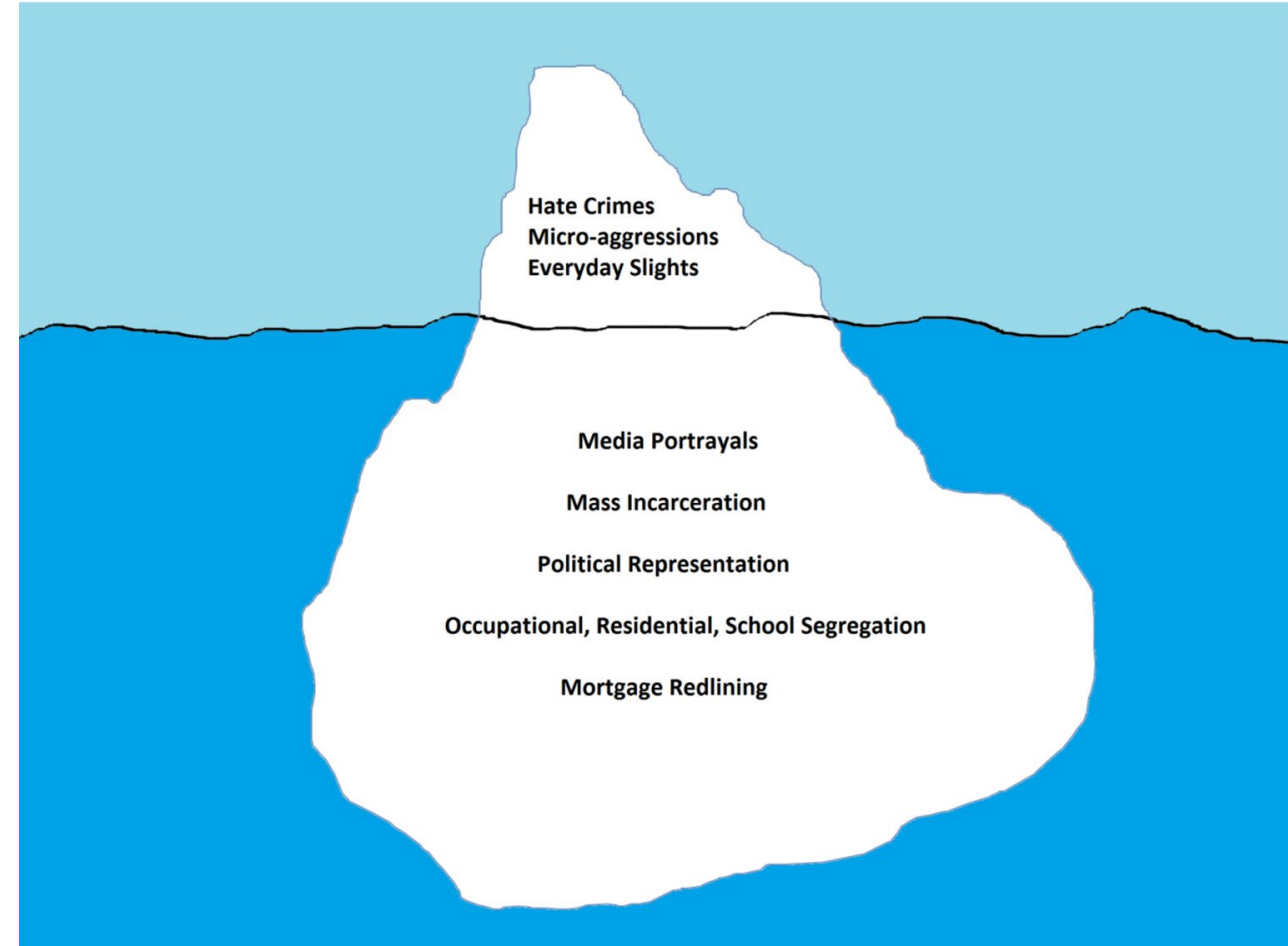 Hate Crimes
Micro-aggressions
Everyday Slights
Media Portrayals
Mass Incarceration
Political Representation
Occupational, Residential, School Segregation
Mortgage Redlining